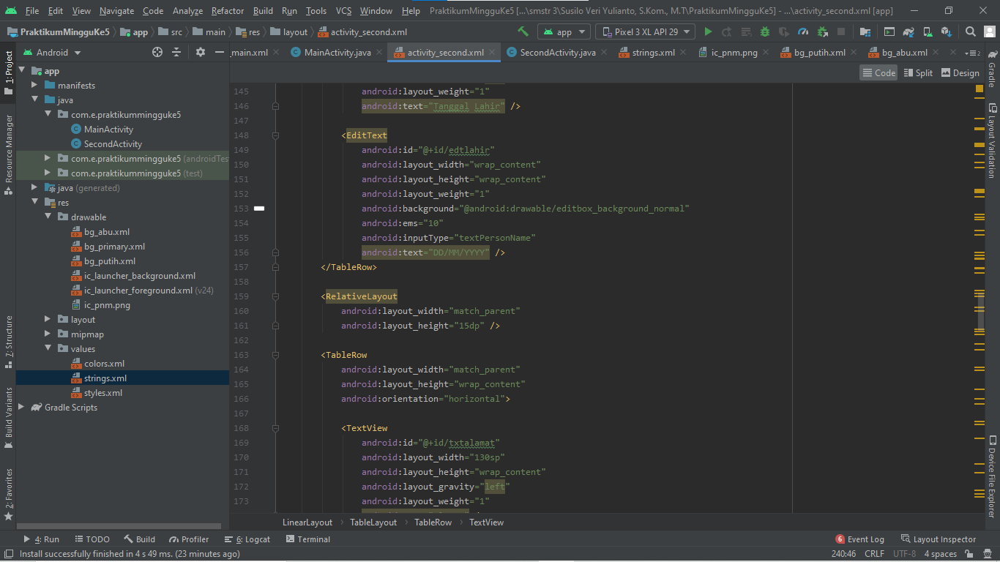 File Edit View Navigate Code Analyze Refactor Build Run Tools VCS Window Help PraktikumMingguKe5 [...\smstr 3\Susilo Veri Yulianto, S.Kom., M.T\PraktikumMingguKe5] - ...\activity_second.xml [app]
PraktikumMingguKe5 app src main res layout activity_second.xml app Pixel 3 XL API 29
Android _main.xml MainActivity.java activity_second.xml SecondActivity.java strings.xml ic_pnm.png bg_putih.xml bg_abu.xml 2
Code Split Design
1: Project
Resource Manager
7: Structure
Build Variants
2: Favorites
app
manifests
java
com.e.praktikummingguke5
MainActivity
SecondActivity
com.e.praktikummingguke5 (androidTes
com.e.praktikummingguke5 (test)
java (generated)
res
drawable
bg_abu.xml
bg_primary.xml
bg_putih.xml
ic_launcher_background.xml
ic_launcher_foreground.xml (v24)
ic_pnm.png
layout
mipmap
values
colors.xml
strings.xml
styles.xml
Gradle Scripts
145 android:layout_weight="1"
146 android:text="Tanggal Lahir" />
147
148 <EditText
149 android:id="@+id/edtlahir"
150 android:layout_width="wrap_content"
151 android:layout_height="wrap_content"
152 android:layout_weight="1"
153 android:background="@android:drawable/editbox_background_normal"
154 android:ems="10"
155 android:inputType="textPersonName"
156 android:text="DD/MM/YYYY" />
157 </TableRow>
158
159 <RelativeLayout
160 android:layout_width="match_parent"
161 android:layout_height="15dp" />
162
163 <TableRow
164 android:layout_width="match_parent"
165 android:layout_height="wrap_content"
166 android:orientation="horizontal">
167
168 <TextView
169 android:id="@+id/txtalamat"
170 android:layout_width="130sp"
171 android:layout_height="wrap_content"
172 android:layout_gravity="left"
173 android:layout_weight="1"
LinearLayout TableLayout TableRow TextView
Gradle
Layout Validation
Device File Explorer
4: Run TODO Build Profiler 6: Logcat Terminal 6 Event Log Layout Inspector
Install successfully finished in 4 s 49 ms. (23 minutes ago) 240:46 CRLF UTF-8 4 spaces